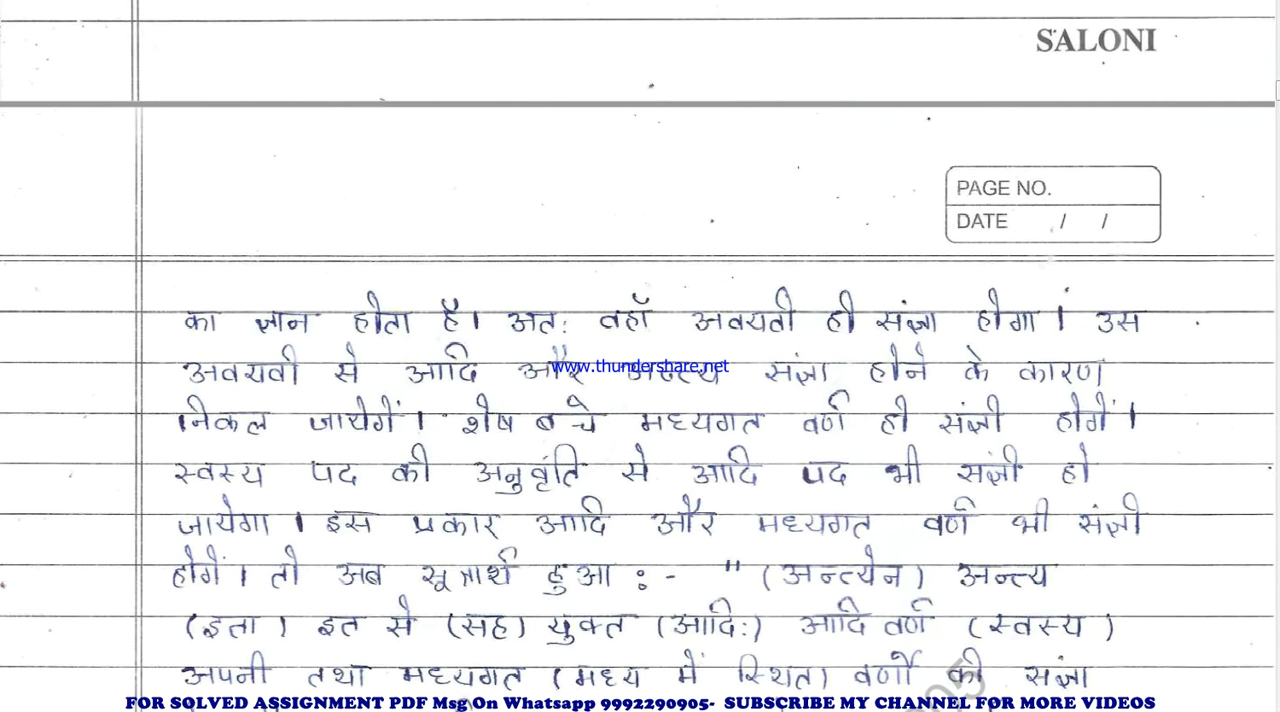 SALONI
PAGE NO.
DATE / /
का ज्ञान होता है। अत: वहाँ अवयवी ही संज्ञा होगा। उस
अवयवी से आदि और अन्त्य संज्ञा होने के कारण
www.thundershare.net
निकल जायेगें। शेष बचे मध्यगत वर्ण ही संज्ञी होगें।
स्वस्य पद की अनुवृंति से आदि पद भी संज्ञी हो
जायेगा। इस प्रकार आदि और मध्यगत वर्ण भी संज्ञी
होगें। तो अब सूत्रार्थ हुआ :- " (अन्त्येन) अन्त्य
(इता) इत से (सह) युक्त (आदि:) आदि वर्ण (स्वस्य)
अपनी तथा मध्यगत (मध्य में स्थित) वर्णों की संज्ञा
FOR SOLVED ASSIGNMENT PDF Msg On Whatsapp 9992290905- SUBSCRIBE MY CHANNEL FOR MORE VIDEOS